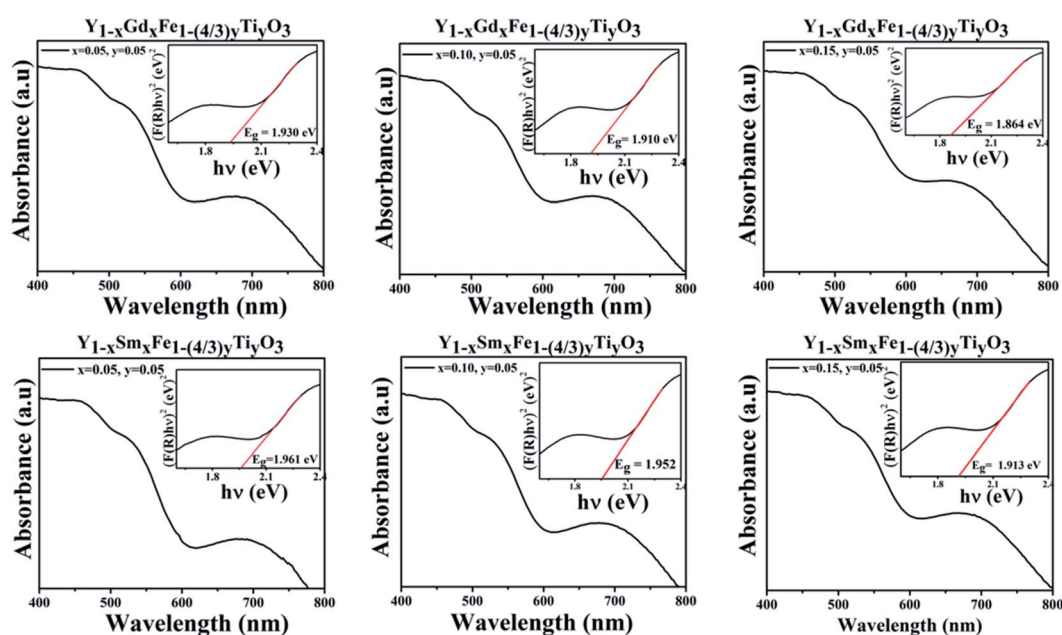 Y1-xGdxFe1-(4/3)yTiyO3
x=0.05, y=0.05
(F(R)hν)2 (eV)2
Eg = 1.930 eV
1.8 2.1 2.4
hν (eV)
Absorbance (a.u)
400 500 600 700 800
Wavelength (nm)
Y1-xGdxFe1-(4/3)yTiyO3
x=0.10, y=0.05
(F(R)hν)2 (eV)2
Eg = 1.910 eV
1.8 2.1 2.4
hν (eV)
Absorbance (a.u)
400 500 600 700 800
Wavelength (nm)
Y1-xGdxFe1-(4/3)yTiyO3
x=0.15, y=0.05
(F(R)hν)2 (eV)2
Eg = 1.864 eV
1.8 2.1 2.4
hν (eV)
Absorbance (a.u)
400 500 600 700 800
Wavelength (nm)
Y1-xSmxFe1-(4/3)yTiyO3
x=0.05, y=0.05
(F(R)hν)2 (eV)2
Eg=1.961 eV
1.8 2.1 2.4
hν (eV)
Absorbance (a.u)
400 500 600 700 800
Wavelength (nm)
Y1-xSmxFe1-(4/3)yTiyO3
x=0.10, y=0.05
(F(R)hν)2 (eV)2
Eg = 1.952
1.8 2.1 2.4
hν (eV)
Absorbance (a.u)
400 500 600 700 800
Wavelength (nm)
Y1-xSmxFe1-(4/3)yTiyO3
x=0.15, y=0.05
(F(R)hν)2 (eV)2
Eg = 1.913 eV
1.8 2.1 2.4
hν (eV)
Absorbance (a.u)
400 500 600 700 800
Wavelength (nm)